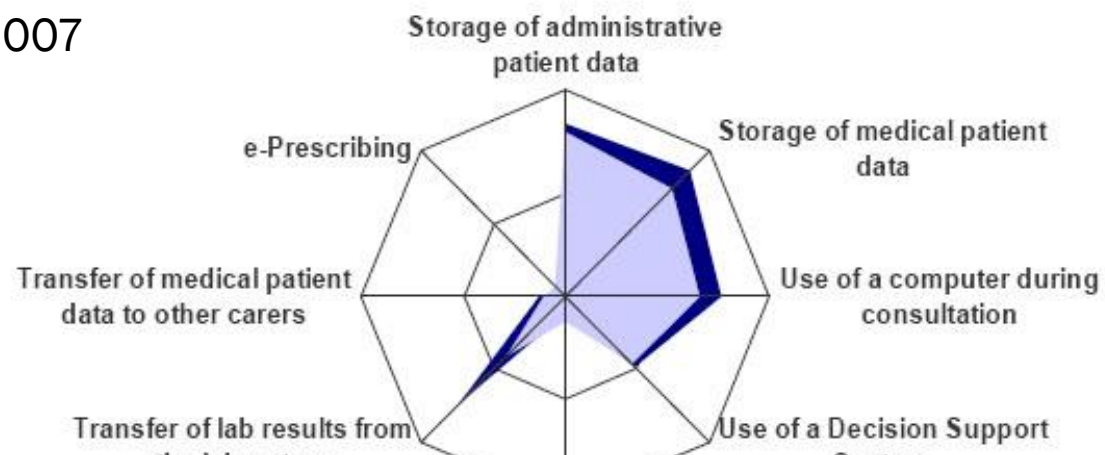 007
Storage of administrative
patient data
e-Prescribing
Storage of medical patient
data
Transfer of medical patient
data to other carers
Use of a computer during
consultation
Transfer of lab results from
Use of a Decision Support